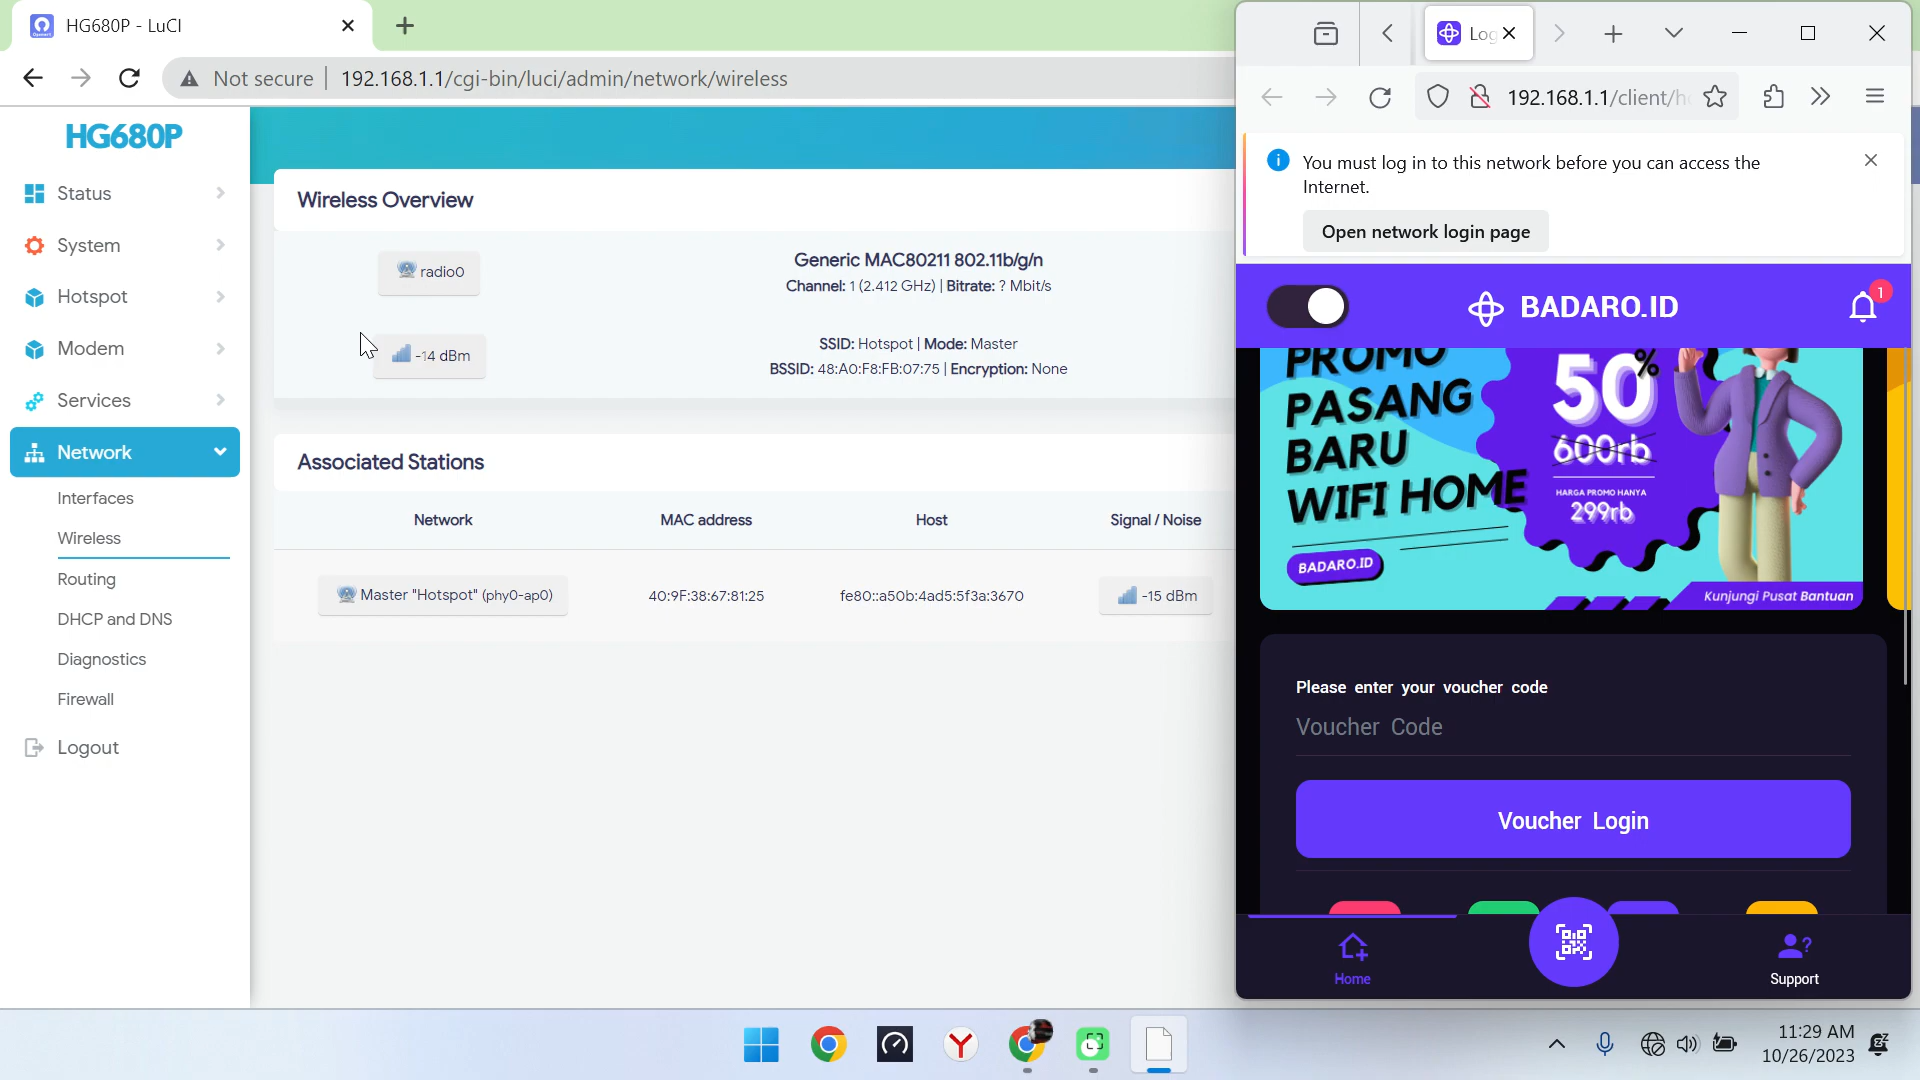 HG680P - LuCI
Not secure
192.168.1.1/cgi-bin/luci/admin/network/wireless
HG680P
Status
System
Hotspot
Modem
Services
Network
Interfaces
Wireless
Routing
DHCP and DNS
Diagnostics
Firewall
Logout
Wireless Overview
radio0
Generic MAC80211 802.11b/g/n
Channel: 1 (2.412 GHz) | Bitrate: ? Mbit/s
-14 dBm
SSID: Hotspot | Mode: Master
BSSID: 48:A0:F8:FB:07:75 | Encryption: None
Associated Stations
Network
MAC address
Host
Signal / Noise
Master "Hotspot" (phy0-ap0)
40:9F:38:67:81:25
fe80::a50b:4ad5:5f3a:3670
-15 dBm
Log
192.168.1.1/client/h
You must log in to this network before you can access the
Internet.
Open network login page
BADARO.ID
1
PROMO
PASANG
BARU
WIFI HOME
BADARO.ID
50%
600rb
HARGA PROMO HANYA
299rb
Kunjungi Pusat Bantuan
Please enter your voucher code
Voucher Code
Voucher Login
Home
Support
11:29 AM
10/26/2023